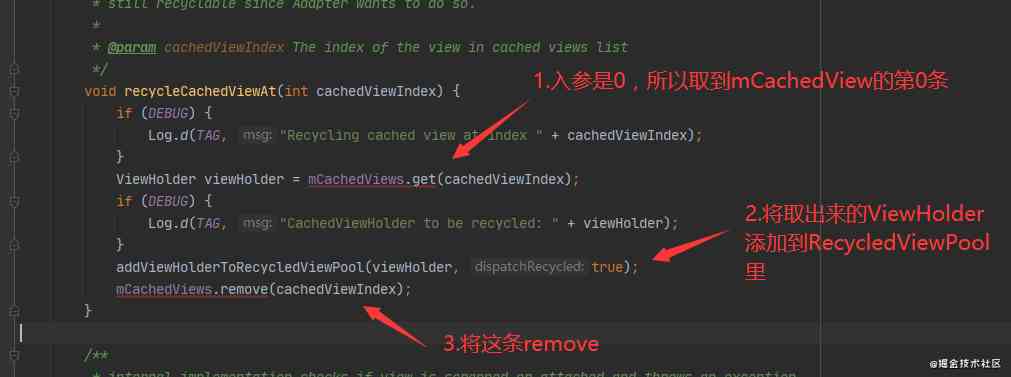 * still recyclable since Adapter wants to do so.
*
* @param cachedViewIndex The index of the view in cached views list
*/
void recycleCachedViewAt(int cachedViewIndex) {
1.入参是0，所以取到mCachedView的第0条
if (DEBUG) {
Log.d(TAG, msg: "Recycling cached view at index " + cachedViewIndex);
}
ViewHolder viewHolder = mCachedViews.get(cachedViewIndex);
if (DEBUG) {
Log.d(TAG, msg: "CachedViewHolder to be recycled: " + viewHolder);
}
2.将取出来的ViewHolder
添加到RecycledViewPool
里
addViewHolderToRecycledViewPool(viewHolder, dispatchRecycled: true);
mCachedViews.remove(cachedViewIndex);
}
3.将这条remove
/**
* internal implementation checks if view is scrapped or attached and throws an exception
@掘金技术社区